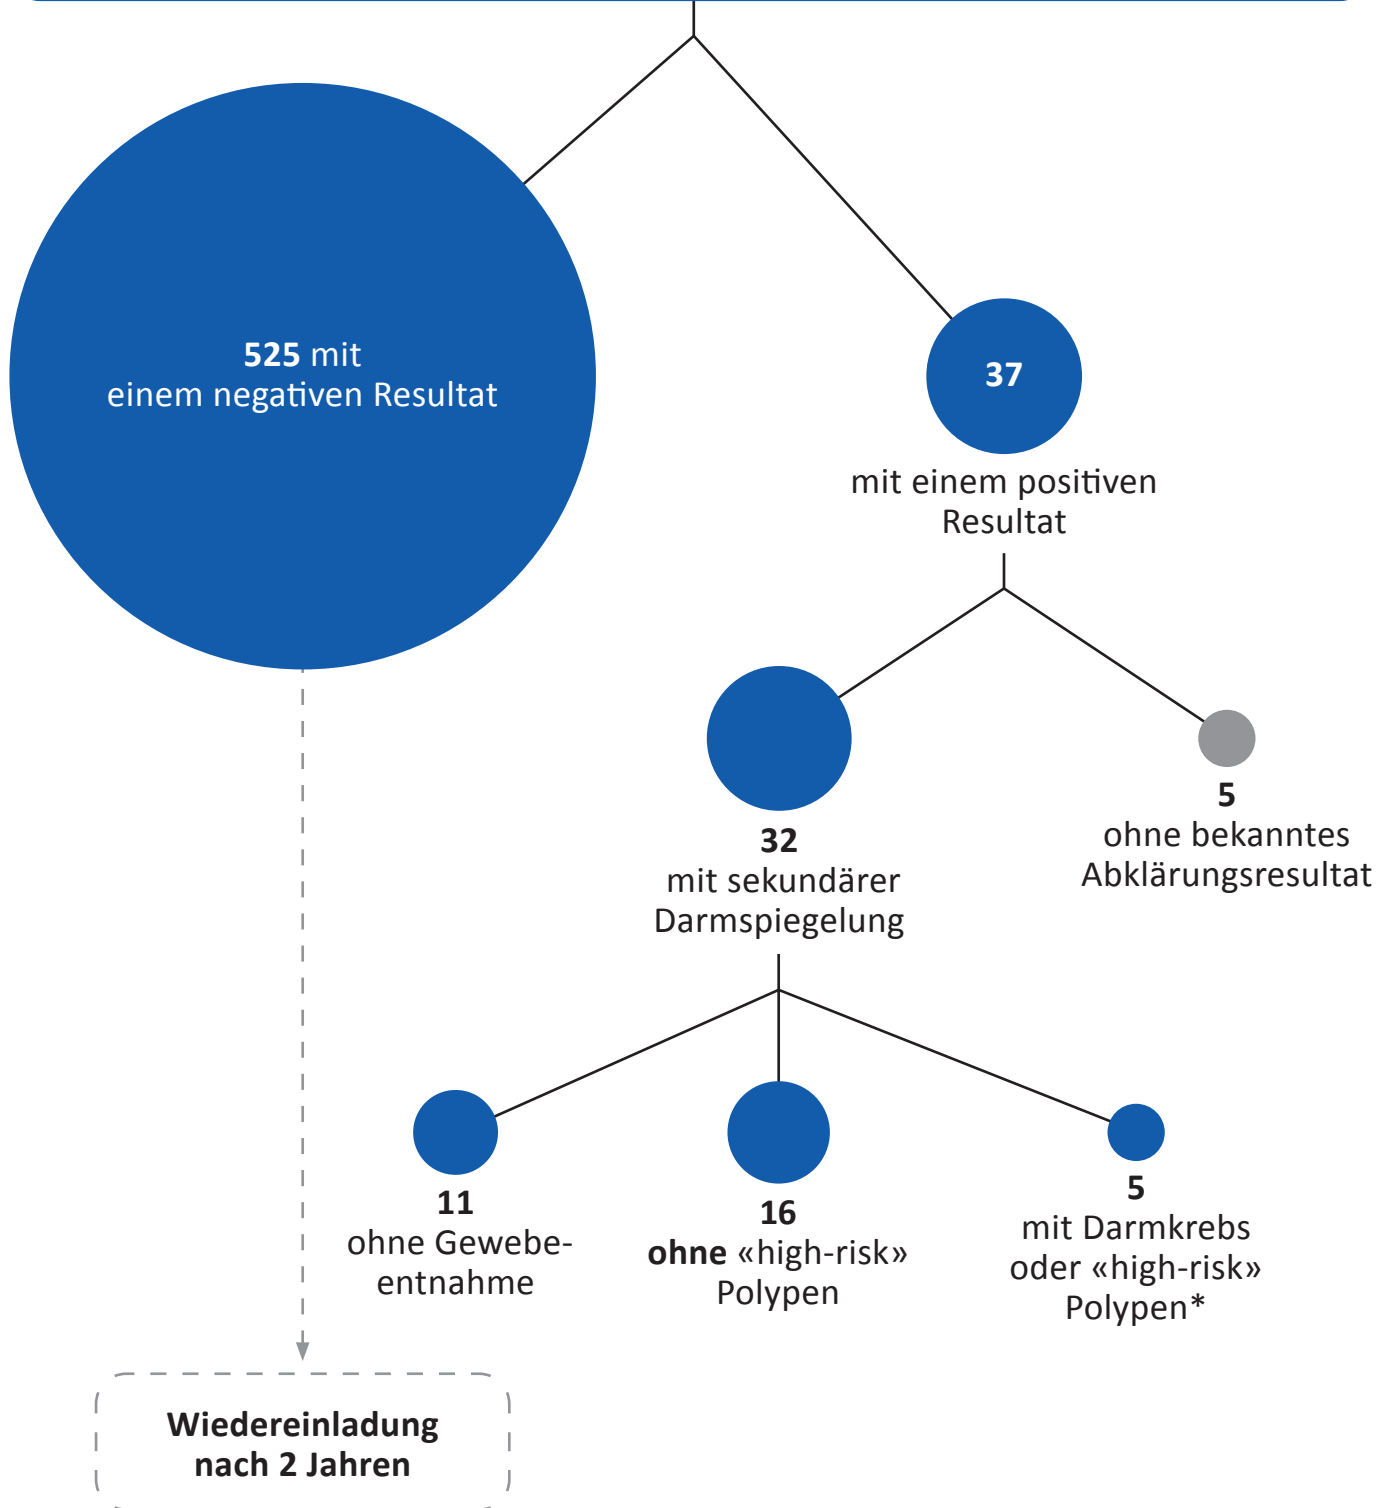 525 mit
einem negativen Resultat
37
mit einem positiven
Resultat
32
mit sekundärer
Darmspiegelung
5
ohne bekanntes
Abklärungsresultat
11
ohne Gewebe-
entnahme
16
ohne «high-risk»
Polypen
5
mit Darmkrebs
oder «high-risk»
Polypen*
Wiedereinladung
nach 2 Jahren